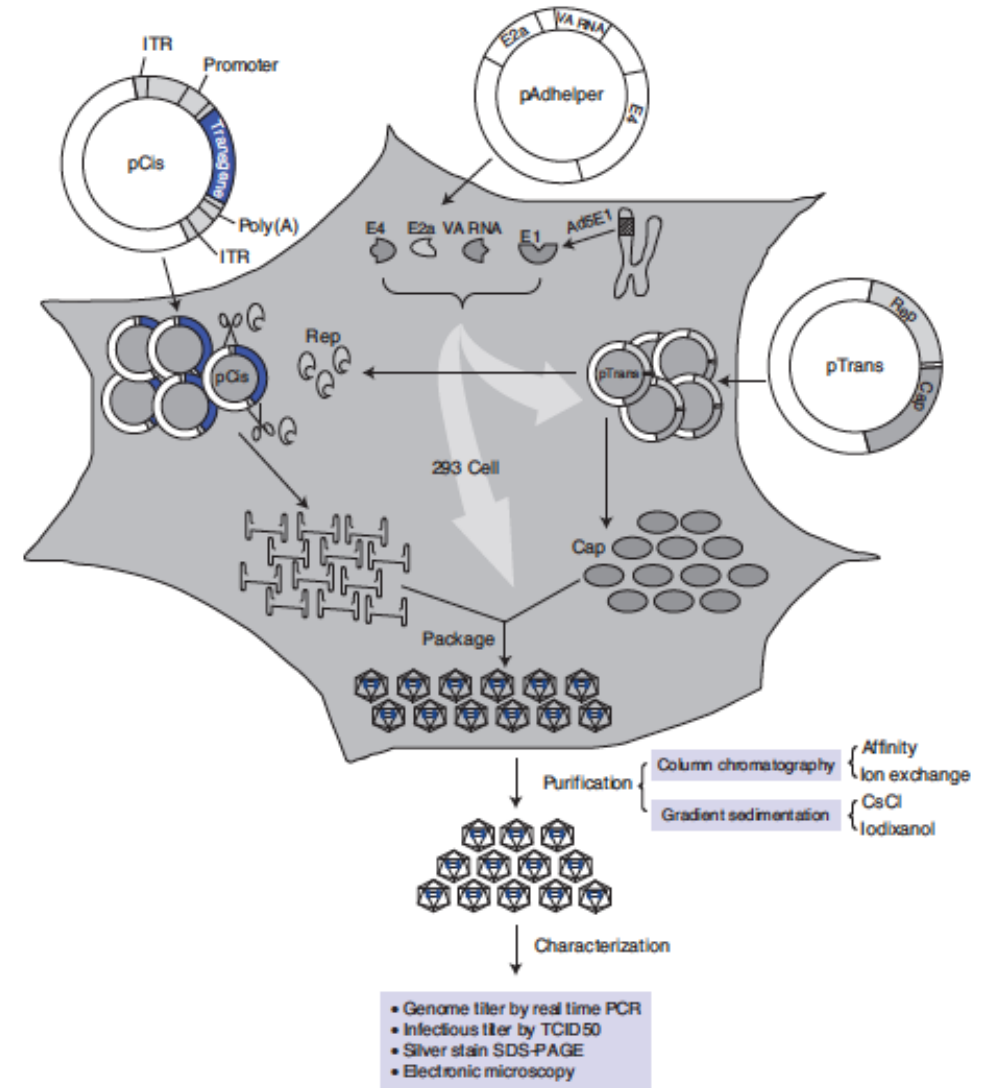 ITR
Promoter
pCis
Transgene
Poly(A)
ITR
E2a
VA RNA
pAdhelper
E4
E4
E2a
VA RNA
E1
Ad5E1
Rep
pCis
pTrans
Rep
pTrans
Cap
293 Cell
Cap
Package
Purification
Column chromatography
Affinity
Ion exchange
Gradient sedimentation
CsCl
Iodixanol
Characterization
• Genome titer by real time PCR
• Infectious titer by TCID50
• Silver stain SDS-PAGE
• Electronic microscopy